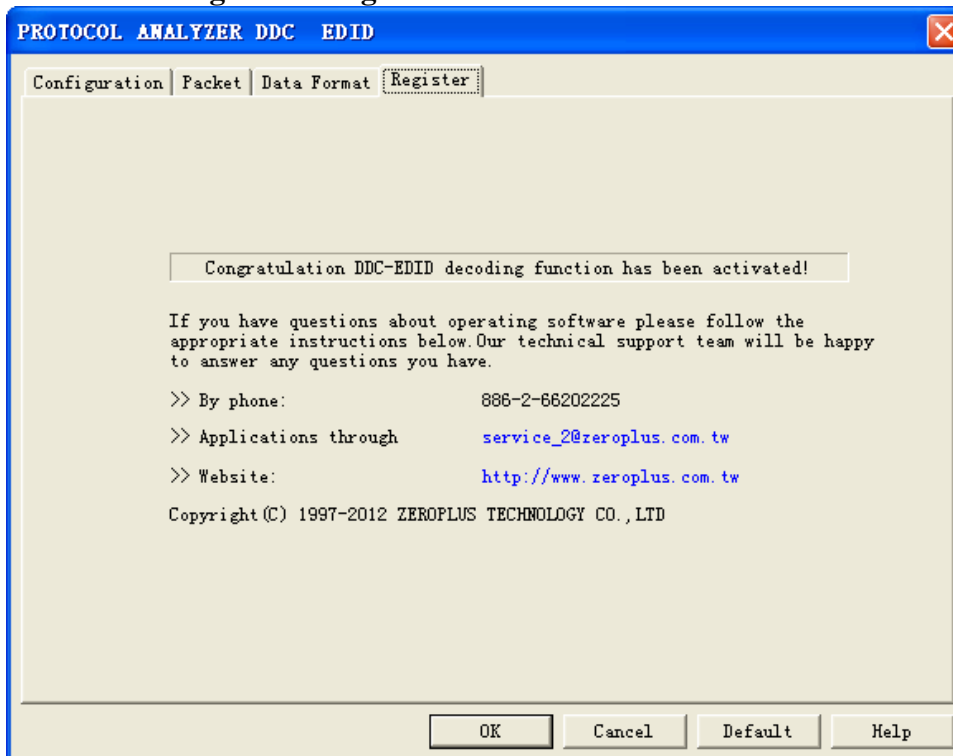 PROTOCOL ANALYZER DDC EDID
Configuration Packet Data Format Register
Congratulation DDC-EDID decoding function has been activated!
If you have questions about operating software please follow the
appropriate instructions below.Our technical support team will be happy
to answer any questions you have.
>> By phone: 886-2-66202225
>> Applications through service_2@zeroplus.com.tw
>> Website: http://www.zeroplus.com.tw
Copyright(C) 1997-2012 ZEROPLUS TECHNOLOGY CO.,LTD
OK Cancel Default Help